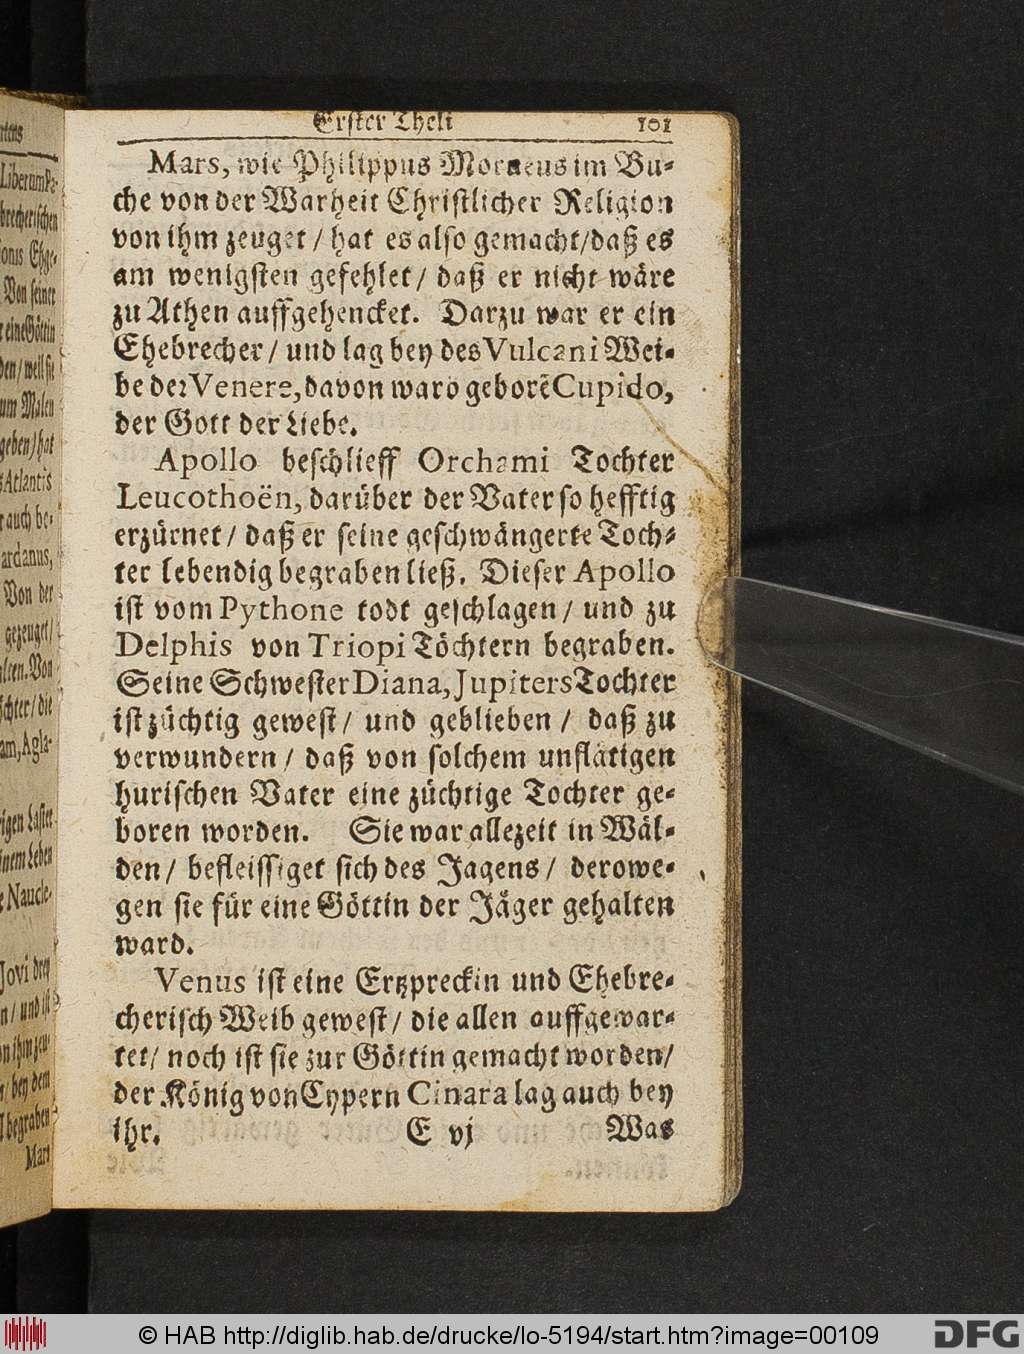 Erster Theil 101
Mars, wie Philippus Mornæus im Bu-
che von der Warheit Christlicher Religion
von ihm zeuget / hat es also gemacht/daß es
am wenigsten gefehlet / daß er nicht wäre
zu Athen auffgehencket. Darzu war er ein
Ehebrecher / und lag bey des Vulcani Wei-
be der Venere, davon ward geborē Cupido,
der Gott der Liebe.
Apollo beschlieff Orchami Tochter
Leucothoën, darüber der Vater so hefftig
erzürnet / daß er seine geschwängerte Toch-
ter lebendig begraben ließ. Dieser Apollo
ist vom Pythone todt geschlagen / und zu
Delphis von Triopi Töchtern begraben.
Seine Schwester Diana, Jupiters Tochter
ist züchtig gewest / und geblieben / daß zu
verwundern / daß von solchem unflätigen
hurischen Vater eine züchtige Tochter ge-
boren worden. Sie war allezeit in Wäl-
den / befleissiget sich des Jagens / derowe-
gen sie für eine Göttin der Jäger gehalten
ward.
Venus ist eine Ertzpreckin und Ehebre-
cherisch Weib gewest / die allen auffgewar-
tet / noch ist sie zur Göttin gemacht worden /
der König von Cypern Cinara lag auch bey
ihr. E vj Was
© HAB http://diglib.hab.de/drucke/lo-5194/start.htm?image=00109
DFG